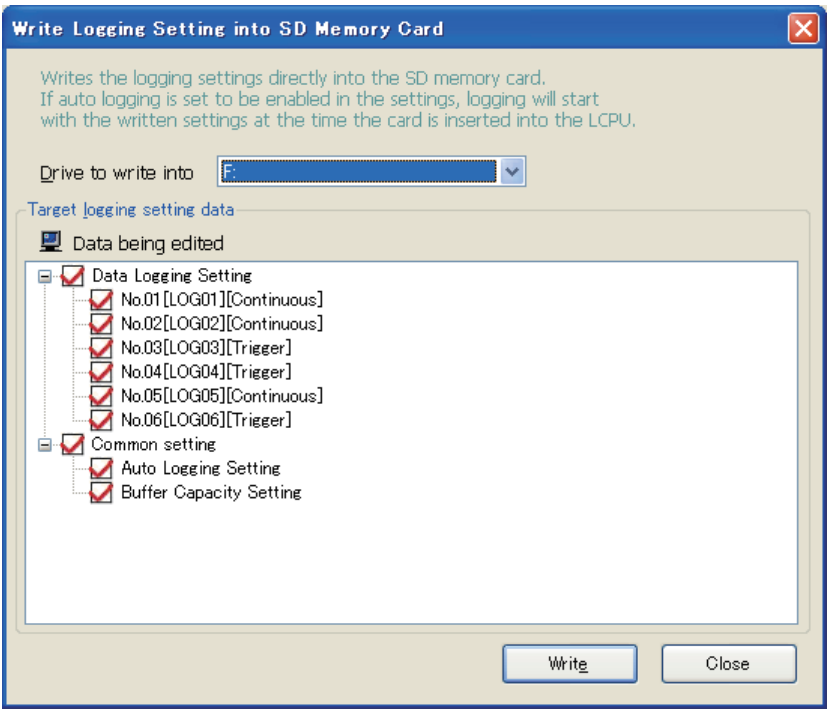 Write Logging Setting into SD Memory Card
Writes the logging settings directly into the SD memory card.
If auto logging is set to be enabled in the settings, logging will start
with the written settings at the time the card is inserted into the LCPU.
Drive to write into F:
Target logging setting data
Data being edited
Data Logging Setting
No.01[LOG01][Continuous]
No.02[LOG02][Continuous]
No.03[LOG03][Trigger]
No.04[LOG04][Trigger]
No.05[LOG05][Continuous]
No.06[LOG06][Trigger]
Common setting
Auto Logging Setting
Buffer Capacity Setting
Write Close